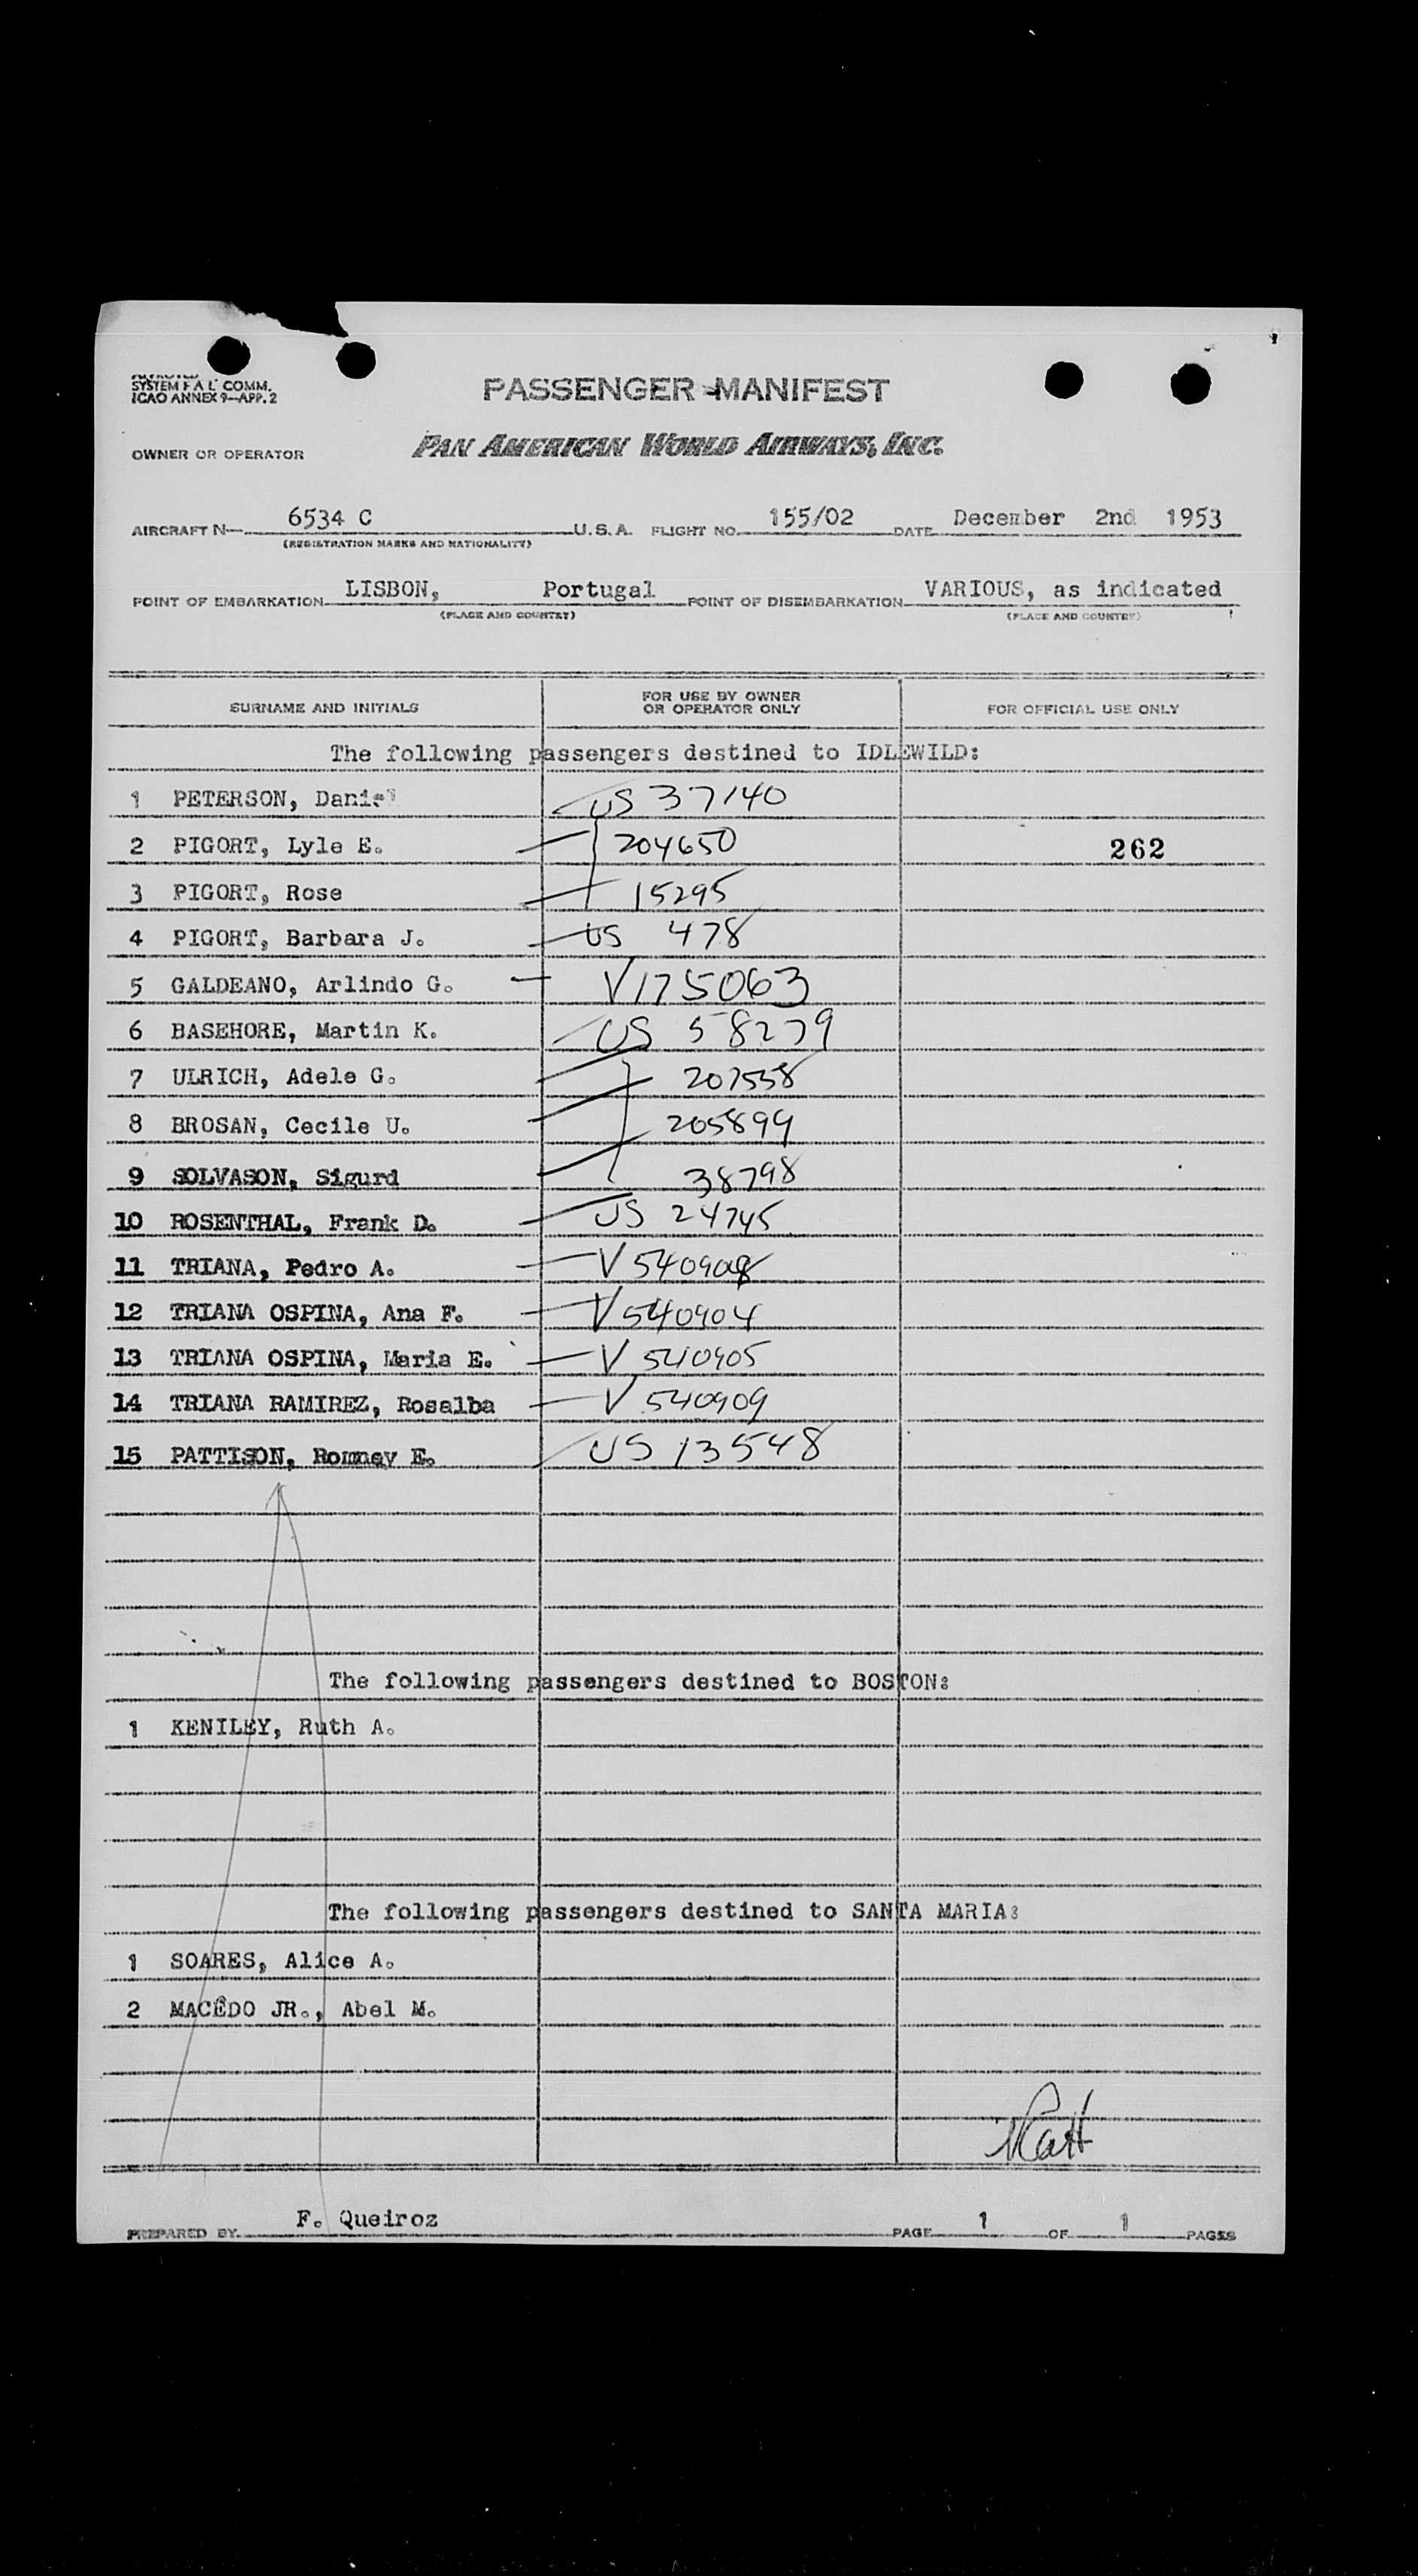 SYSTEM F A L COMM.
ICAO ANNEX 9—APP. 2
PASSENGER MANIFEST
OWNER OR OPERATOR PAN AMERICAN WORLD AIRWAYS, INC.
AIRCRAFT N— 6534 C U.S.A. FLIGHT NO. 155/02 DATE December 2nd 1953
(REGISTRATION MARKS AND NATIONALITY)
POINT OF EMBARKATION LISBON, Portugal POINT OF DISEMBARKATION VARIOUS, as indicated
(PLACE AND COUNTRY) (PLACE AND COUNTRY)
SURNAME AND INITIALS FOR USE BY OWNER OR OPERATOR ONLY FOR OFFICIAL USE ONLY
The following passengers destined to IDLEWILD:
1 PETERSON, Daniel US 37140
2 PIGORT, Lyle E. 204650 262
3 PIGORT, Rose 15295
4 PIGORT, Barbara J. US 478
5 GALDEANO, Arlindo G. V175063
6 BASEHORE, Martin K. US 58279
7 ULRICH, Adele G. 207558
8 BROSAN, Cecile U. 205899
9 SOLVASON, Sigurd 38798
10 ROSENTHAL, Frank D. US 24745
11 TRIANA, Pedro A. V 540908
12 TRIANA OSPINA, Ana F. V 540904
13 TRIANA OSPINA, Maria E. V 540905
14 TRIANA RAMIREZ, Rosalba V 540909
15 PATTISON, Romney E. US 13548
The following passengers destined to BOSTON:
1 KENILEY, Ruth A.
The following passengers destined to SANTA MARIA:
1 SOARES, Alice A.
2 MACÊDO JR., Abel M.
PREPARED BY F. Queiroz PAGE 1 OF 1 PAGES